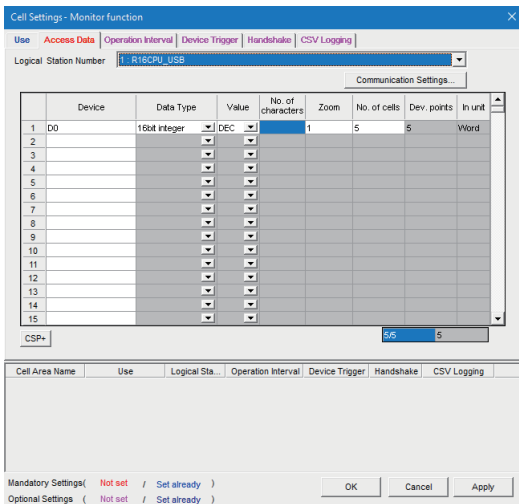 Cell Settings - Monitor function
Use Access Data Operation Interval Device Trigger Handshake CSV Logging
Logical Station Number 1 : R16CPU_USB
Communication Settings...
Device Data Type Value No. of characters Zoom No. of cells Dev. points In unit
1 D0 16bit integer DEC 1 5 5 Word
2
3
4
5
6
7
8
9
10
11
12
13
14
15
CSP+ 5/5 5
Cell Area Name Use Logical Sta... Operation Interval Device Trigger Handshake CSV Logging
Mandatory Settings( Not set / Set already )
OK Cancel Apply
Optional Settings ( Not set / Set already )